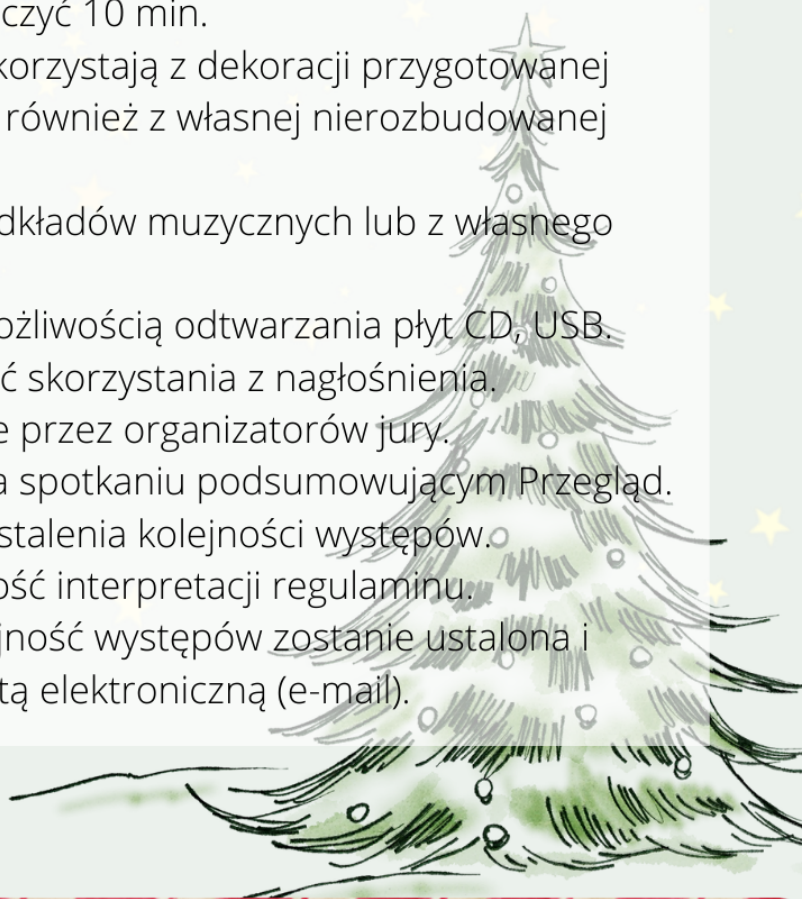 czyć 10 min.
korzystają z dekoracji przygotowanej
również z własnej nierozbudowanej
dkładów muzycznych lub z własnego
ożliwością odtwarzania płyt CD, USB.
ć skorzystania z nagłośnienia.
e przez organizatorów jury.
a spotkaniu podsumowującym Przegląd.
stalenia kolejności występów.
ość interpretacji regulaminu.
jność występów zostanie ustalona i
tą elektroniczną (e-mail).